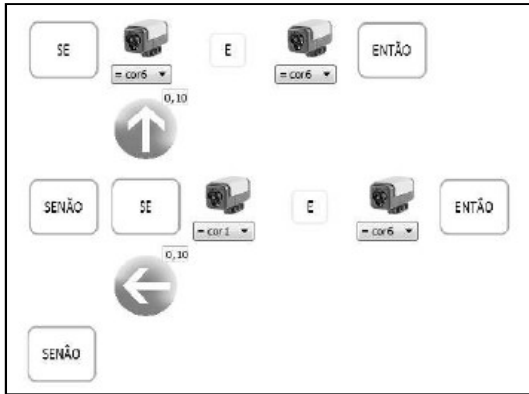 SE = cor6 E = cor6 ENTÃO
0,10
SENÃO SE = cor1 E = cor6 ENTÃO
0,10
SENÃO